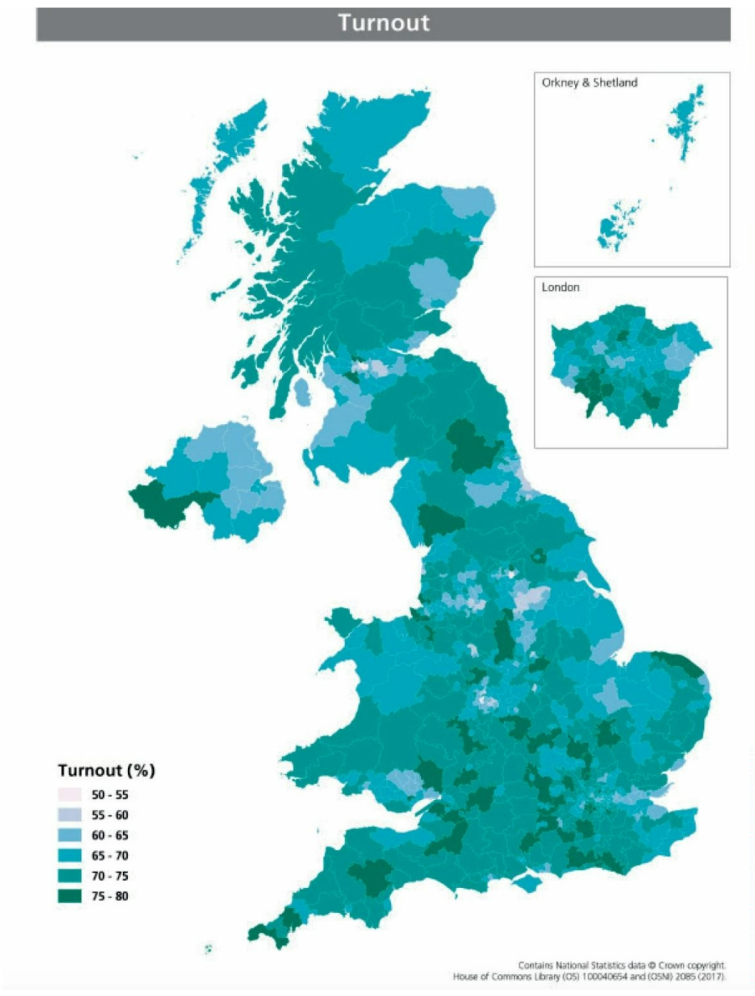 Turnout
Orkney & Shetland
London
Turnout (%)
50 - 55
55 - 60
60 - 65
65 - 70
70 - 75
75 - 80
Contains National Statistics data © Crown copyright.
House of Commons Library (OS) 100040654 and (OSNI) 2085 (2017).